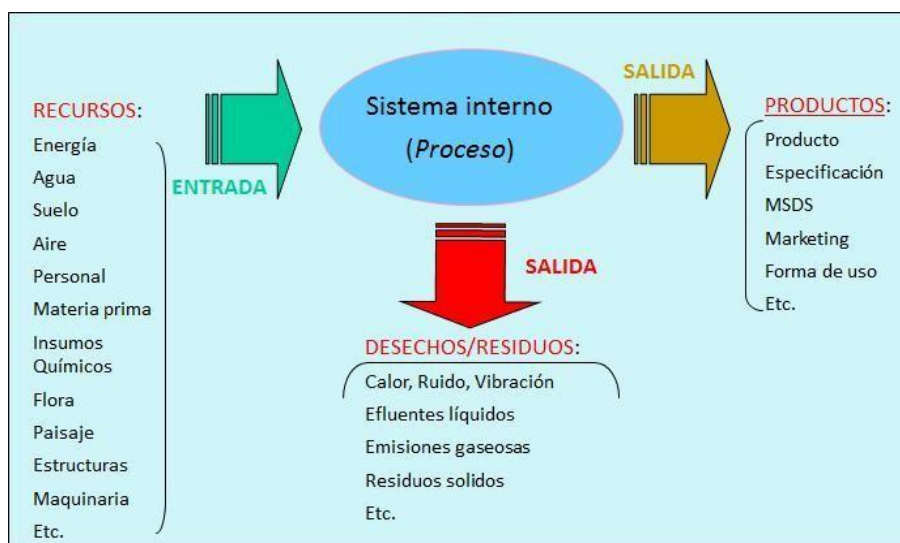 RECURSOS:
Energía
Agua
Suelo
Aire
Personal
Materia prima
Insumos
Químicos
Flora
Paisaje
Estructuras
Maquinaria
Etc.
ENTRADA
Sistema interno
(Proceso)
SALIDA
PRODUCTOS:
Producto
Especificación
MSDS
Marketing
Forma de uso
Etc.
SALIDA
DESECHOS/RESIDUOS:
Calor, Ruido, Vibración
Efluentes líquidos
Emisiones gaseosas
Residuos solidos
Etc.